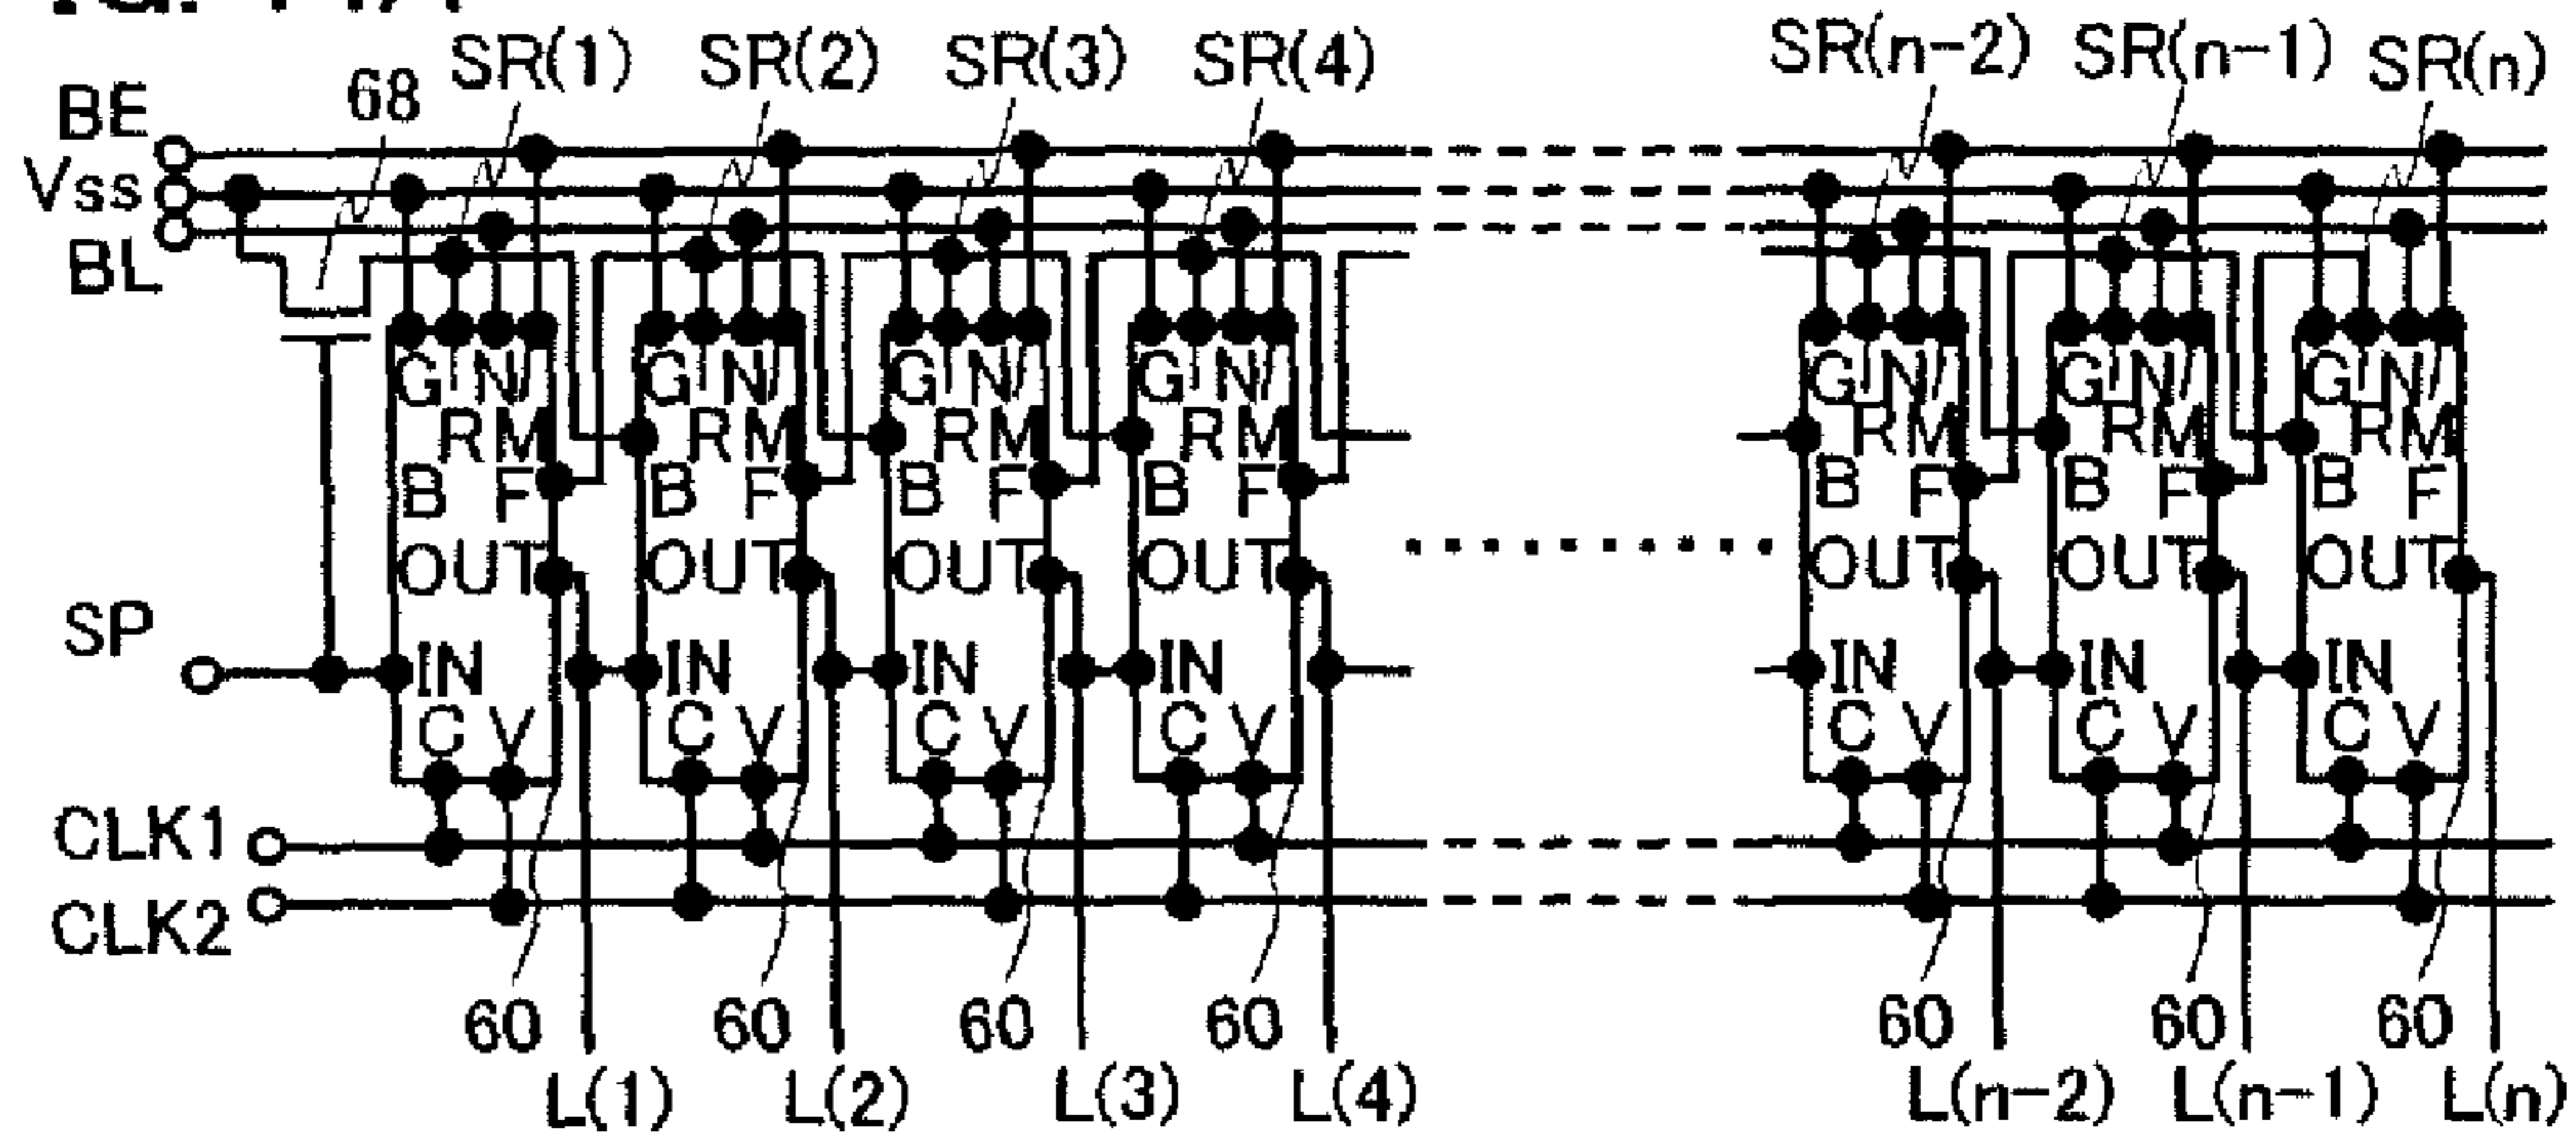 SR(1) SR(2) SR(3) SR(4) SR(n-2) SR(n-1) SR(n)
BE 68
Vss
BL
G N G N G N G N G N G N G N
R M R M R M R M R M R M R M
B F B F B F B F B F B F B F
OUT OUT OUT OUT OUT OUT OUT
SP
IN IN IN IN IN IN IN
C V C V C V C V C V C V C V
CLK1
CLK2
60 60 60 60 60 60 60
L(1) L(2) L(3) L(4) L(n-2) L(n-1) L(n)